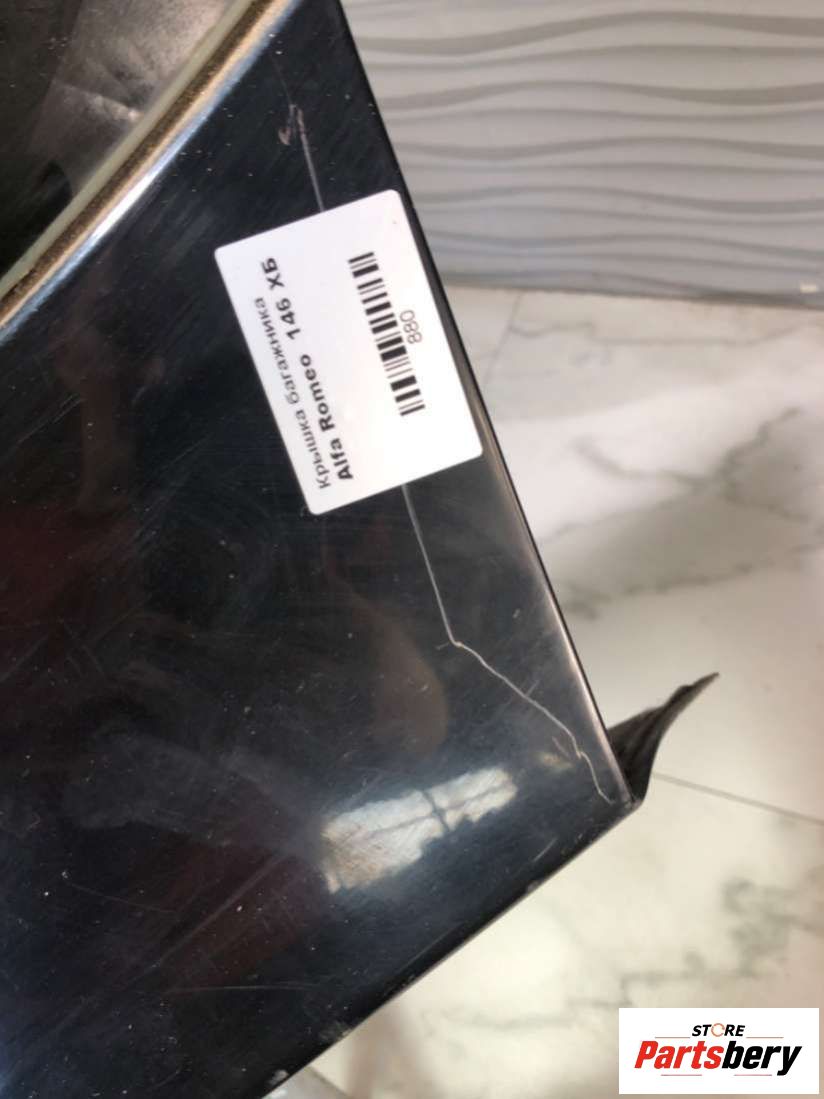 Крышка багажника
Alfa Romeo 146 ХБ
880
STORE
Partsbery